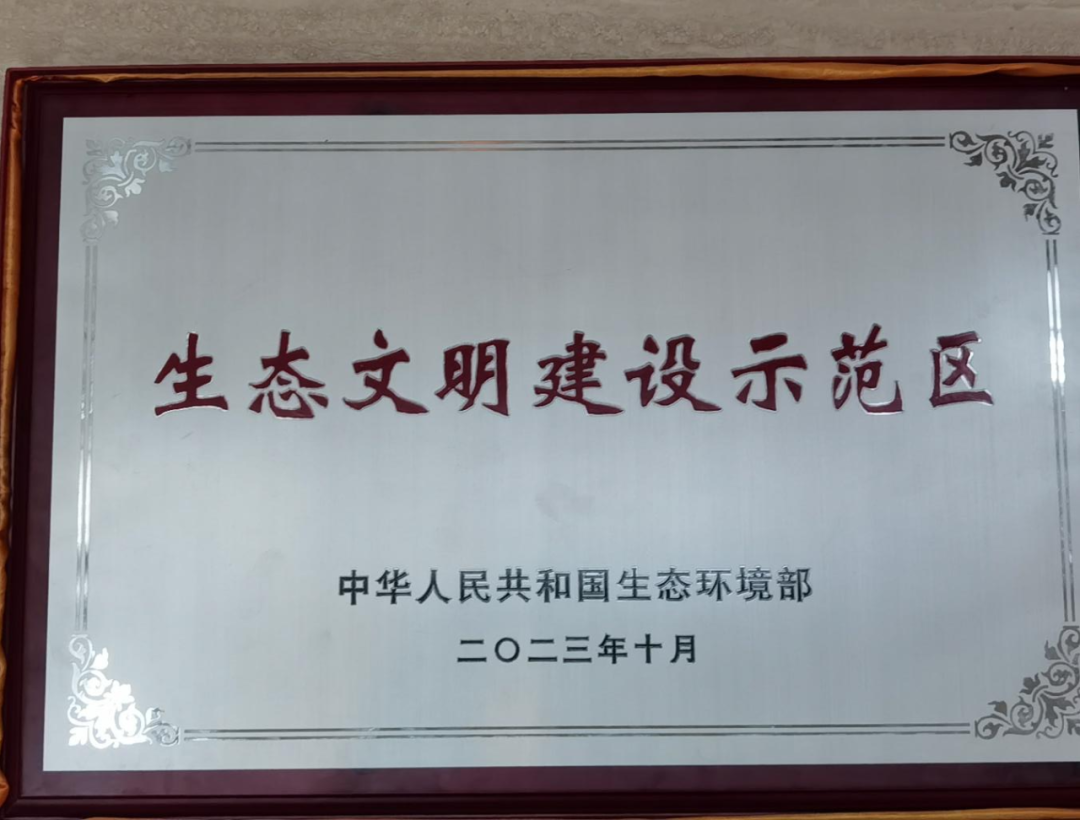 生态文明建设示范区
中华人民共和国生态环境部
二〇二三年十月